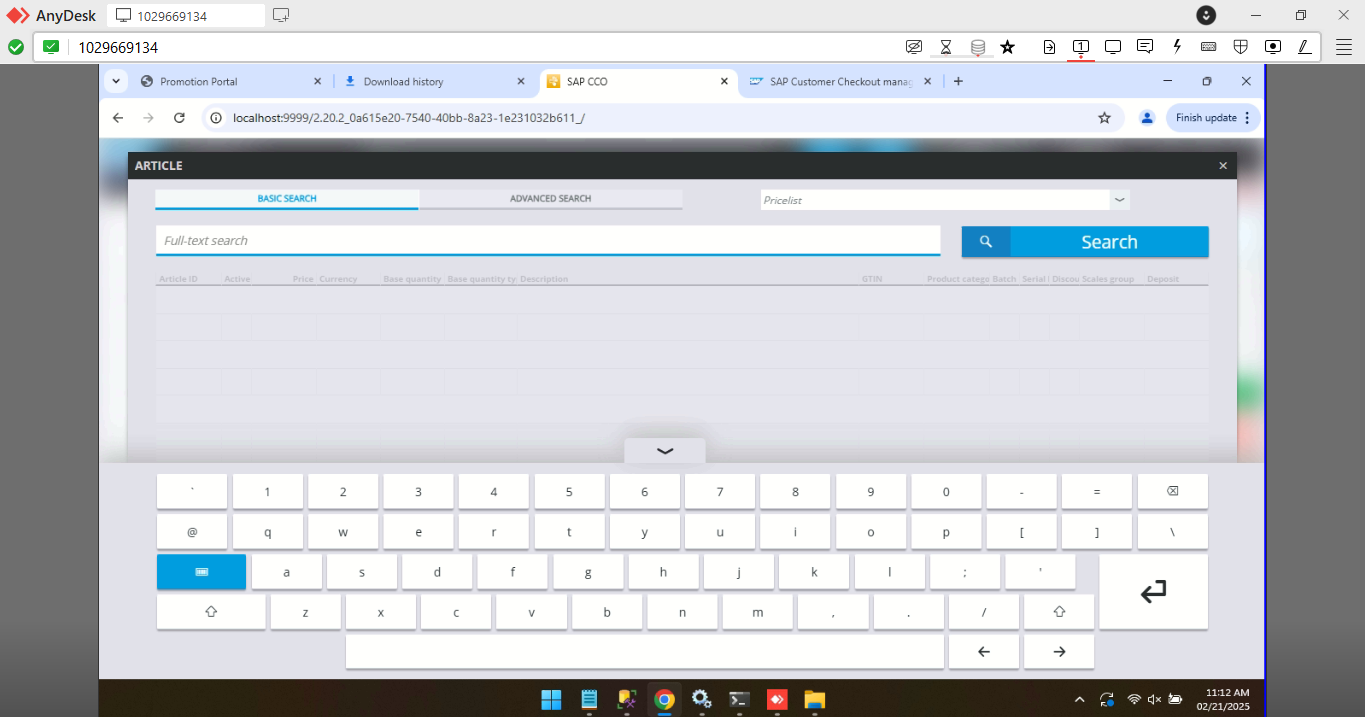 AnyDesk
1029669134
1029669134
Promotion Portal
Download history
SAP CCO
SAP Customer Checkout manag
localhost:9999/2.20.2_0a615e20-7540-40bb-8a23-1e231032b611_/
Finish update
ARTICLE
BASIC SEARCH
ADVANCED SEARCH
Pricelist
Full-text search
Search
Article ID Active Price Currency Base quantity Base quantity ty Description GTIN Product catego Batch Serial Discou Scales group Deposit
` 1 2 3 4 5 6 7 8 9 0 - =
@ q w e r t y u i o p [ ] \
a s d f g h j k l ; '
z x c v b n m , . /
11:12 AM
02/21/2025